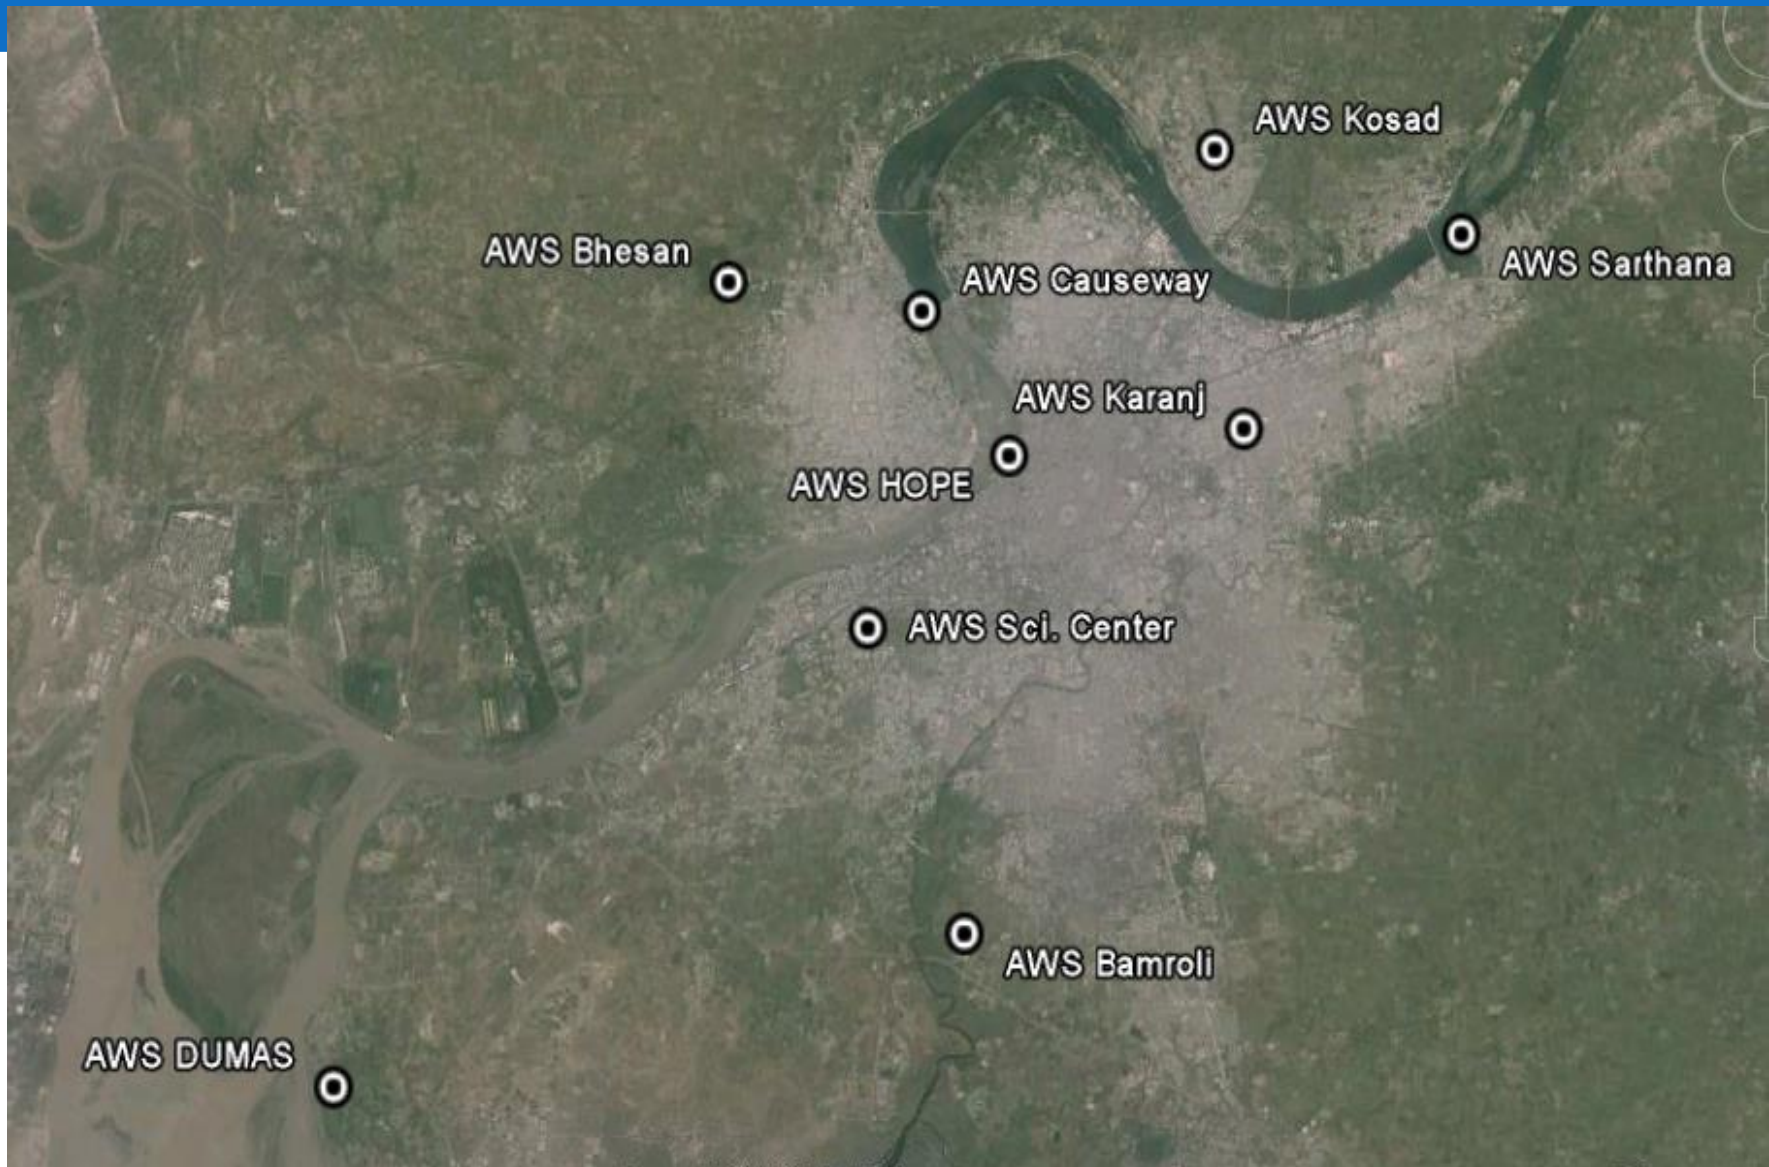 AWS Kosad
AWS Bhesan
AWS Sarthana
AWS Causeway
AWS Karanj
AWS HOPE
AWS Sci. Center
AWS Bamroli
AWS DUMAS